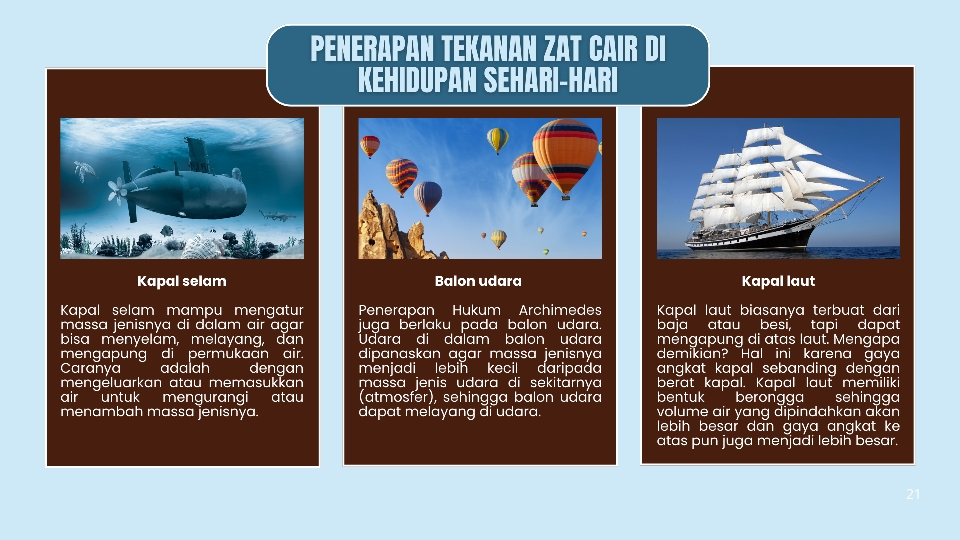 PENERAPAN TEKANAN ZAT CAIR DI
KEHIDUPAN SEHARI-HARI
Kapal selam
Kapal selam mampu mengatur
massa jenisnya di dalam air agar
bisa menyelam, melayang, dan
mengapung di permukaan air.
Caranya adalah dengan
mengeluarkan atau memasukkan
air untuk mengurangi atau
menambah massa jenisnya.
Balon udara
Penerapan Hukum Archimedes
juga berlaku pada balon udara.
Udara di dalam balon udara
dipanaskan agar massa jenisnya
menjadi lebih kecil daripada
massa jenis udara di sekitarnya
(atmosfer), sehingga balon udara
dapat melayang di udara.
Kapal laut
Kapal laut biasanya terbuat dari
baja atau besi, tapi dapat
mengapung di atas laut. Mengapa
demikian? Hal ini karena gaya
angkat kapal sebanding dengan
berat kapal. Kapal laut memiliki
bentuk berongga sehingga
volume air yang dipindahkan akan
lebih besar dan gaya angkat ke
atas pun juga menjadi lebih besar.
21